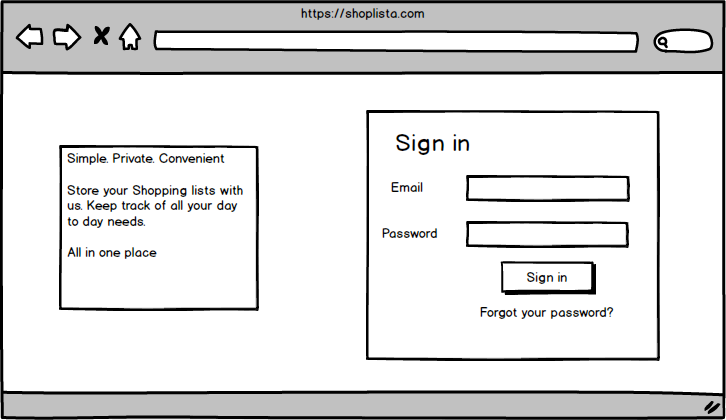 https://shoplista.com
Simple. Private. Convenient
Store your Shopping lists with
us. Keep track of all your day
to day needs.
All in one place
Sign in
Email
Password
Sign in
Forgot your password?